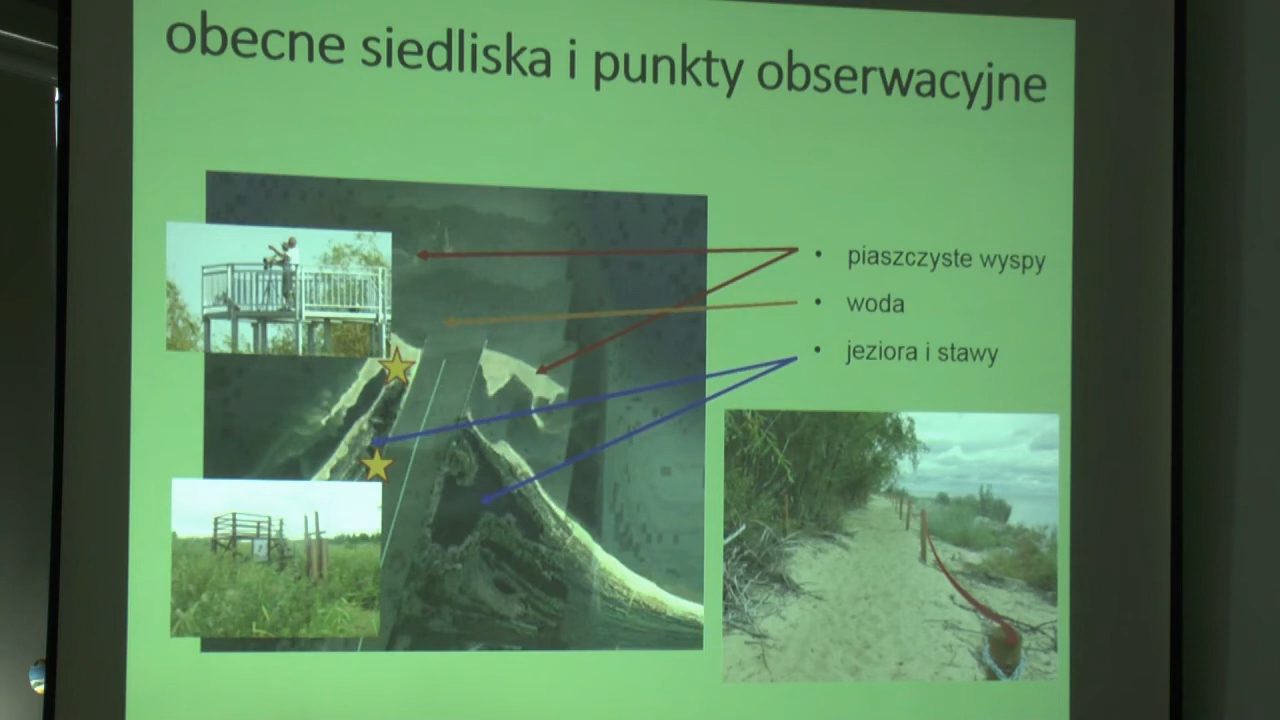 obecne siedliska i punkty obserwacyjne
• piaszczyste wyspy
• woda
• jeziora i stawy